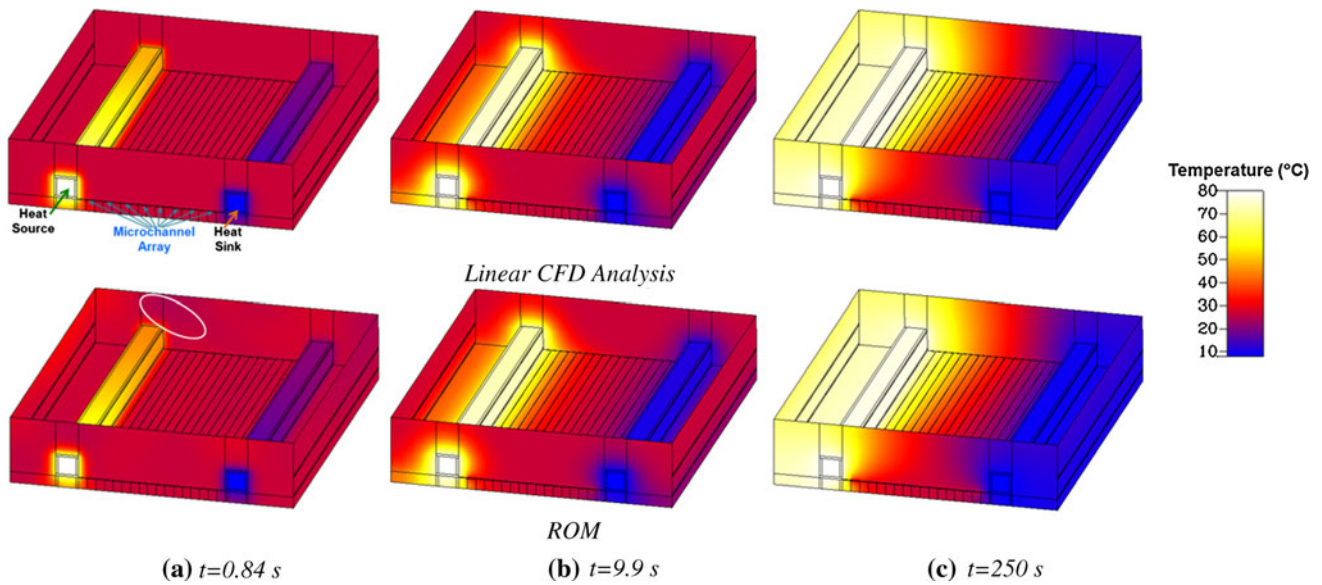 Heat
Source
Microchannel
Array
Heat
Sink
Temperature (°C)
80
70
60
50
40
30
20
10
Linear CFD Analysis
ROM
(a) t=0.84 s
(b) t=9.9 s
(c) t=250 s